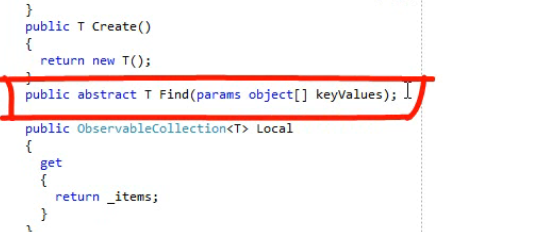 }
public T Create()
{
return new T();
}
public abstract T Find(params object[] keyValues);
public ObservableCollection<T> Local
{
get
{
return _items;
}
}